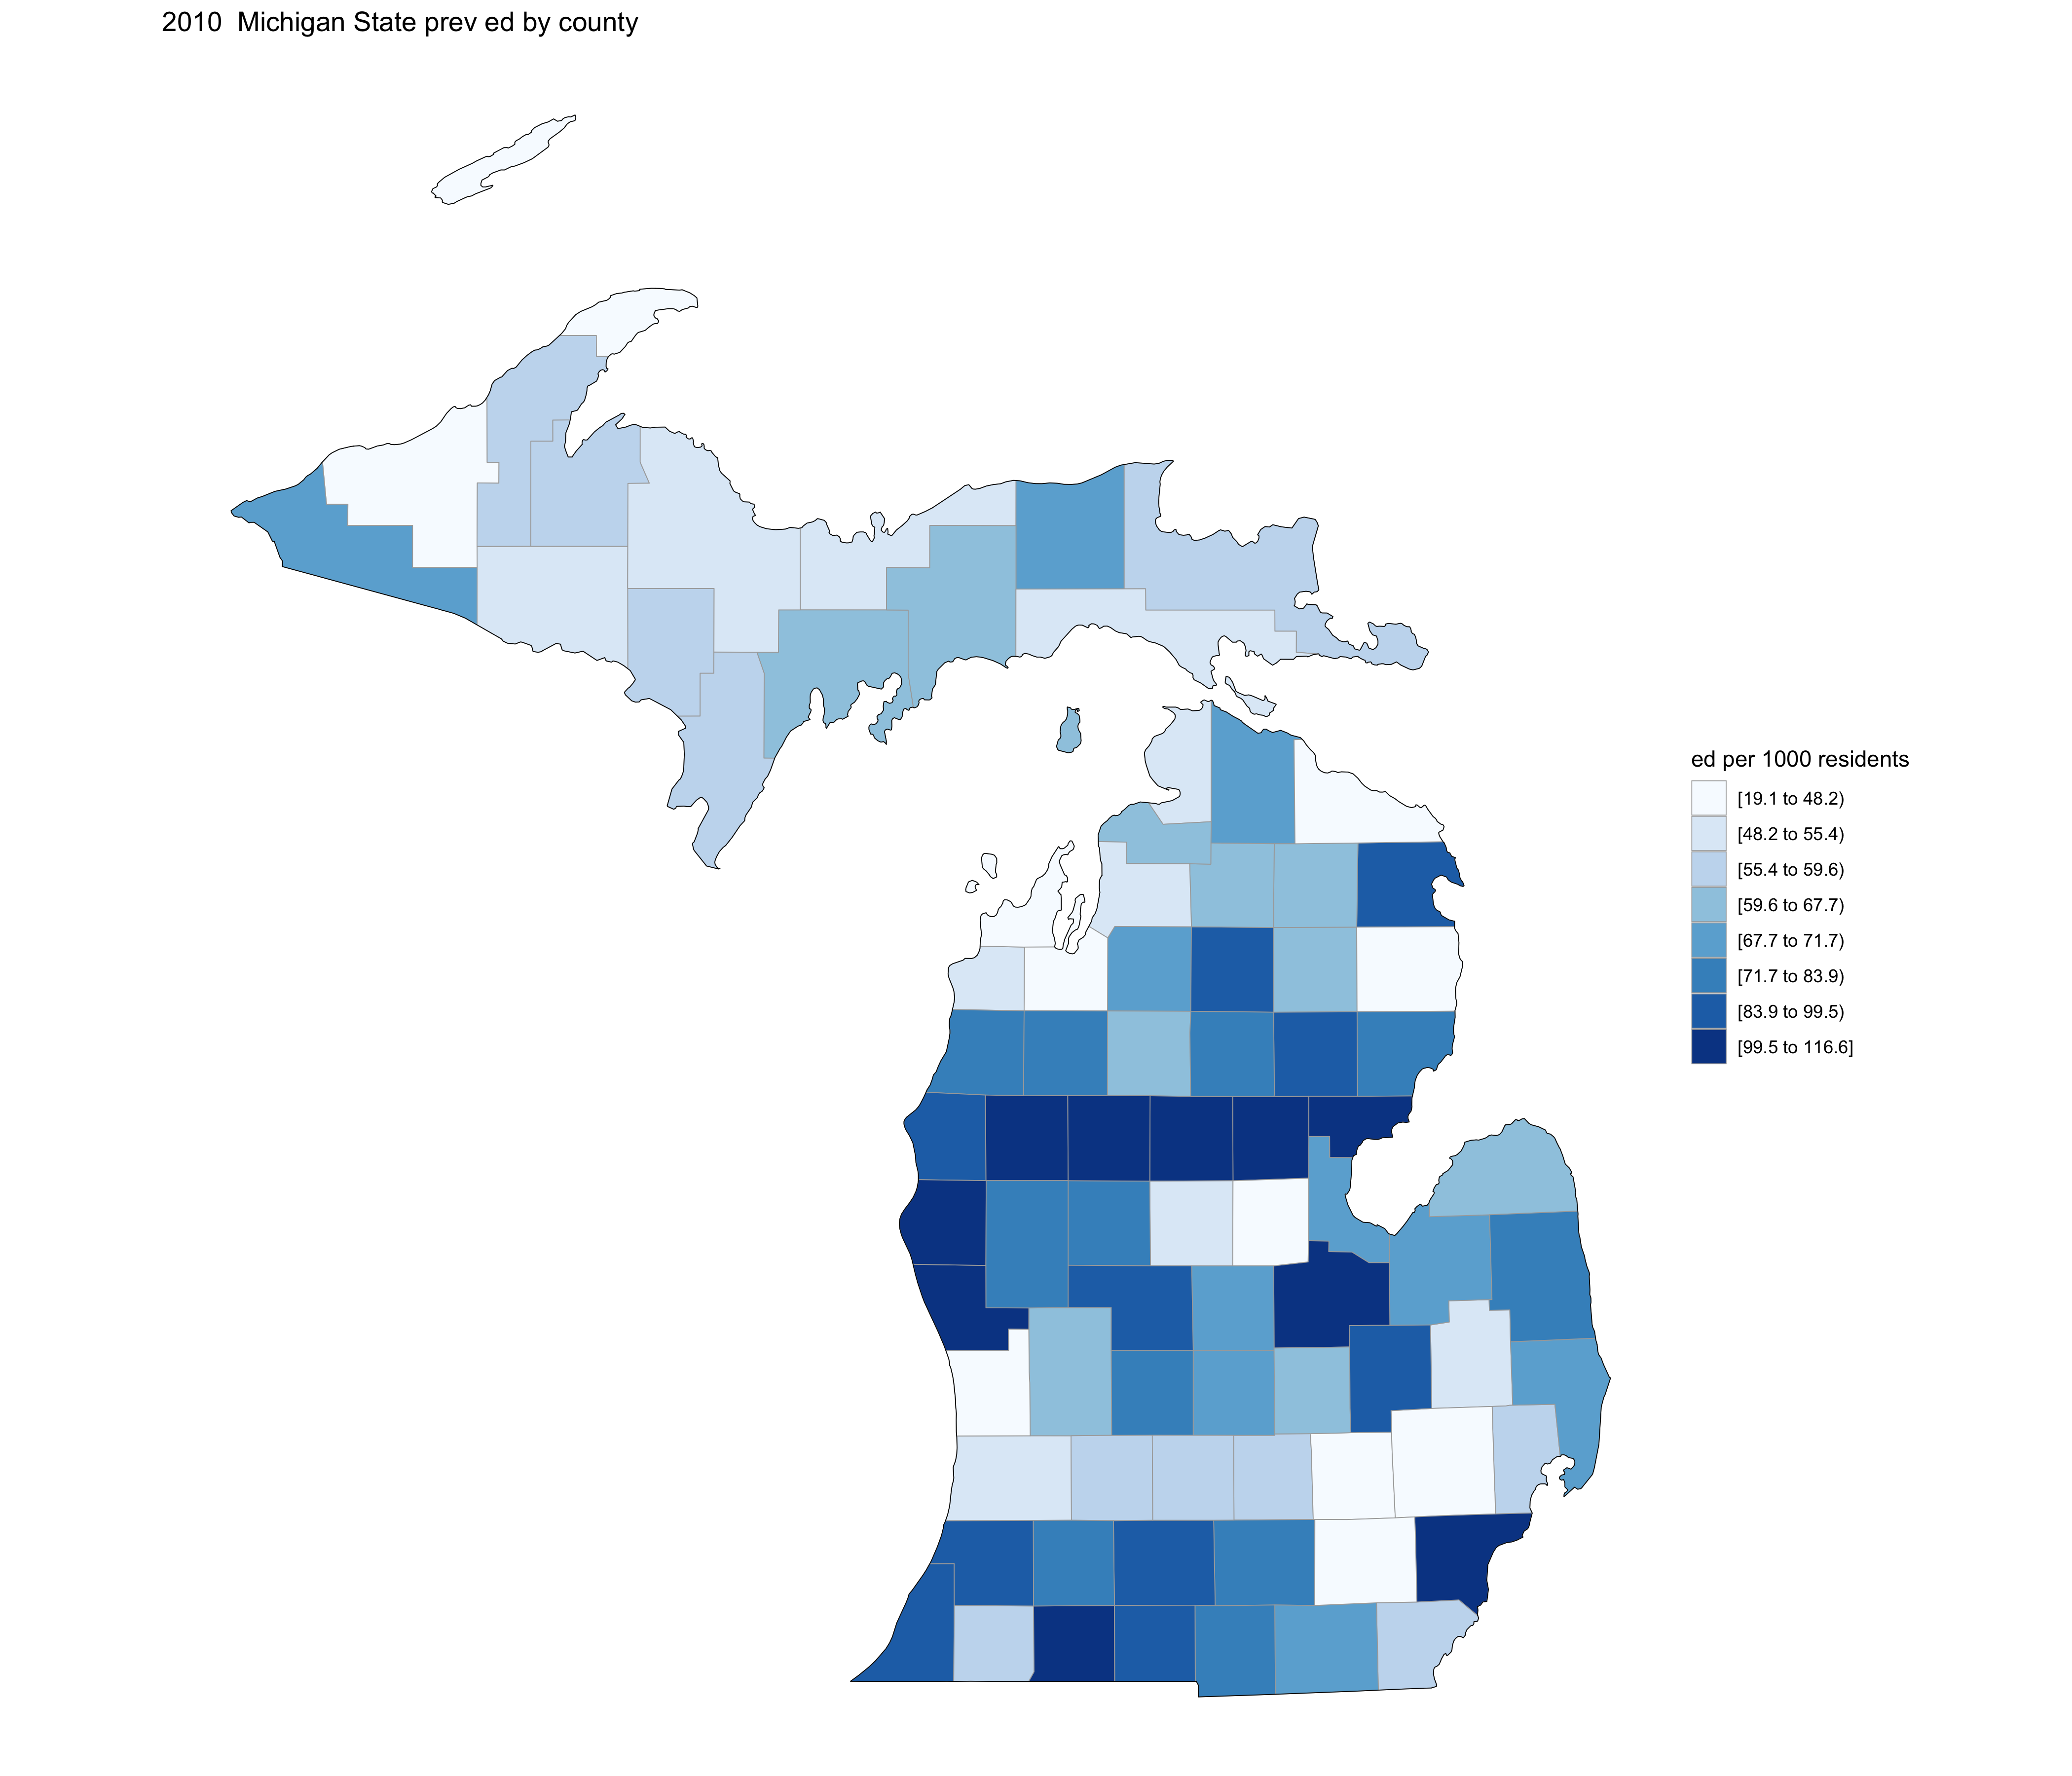 2010  Michigan State prev ed by county
ed per 1000 residents
[19.1 to 48.2)
[48.2 to 55.4)
[55.4 to 59.6)
[59.6 to 67.7)
[67.7 to 71.7)
[71.7 to 83.9)
[83.9 to 99.5)
[99.5 to 116.6]